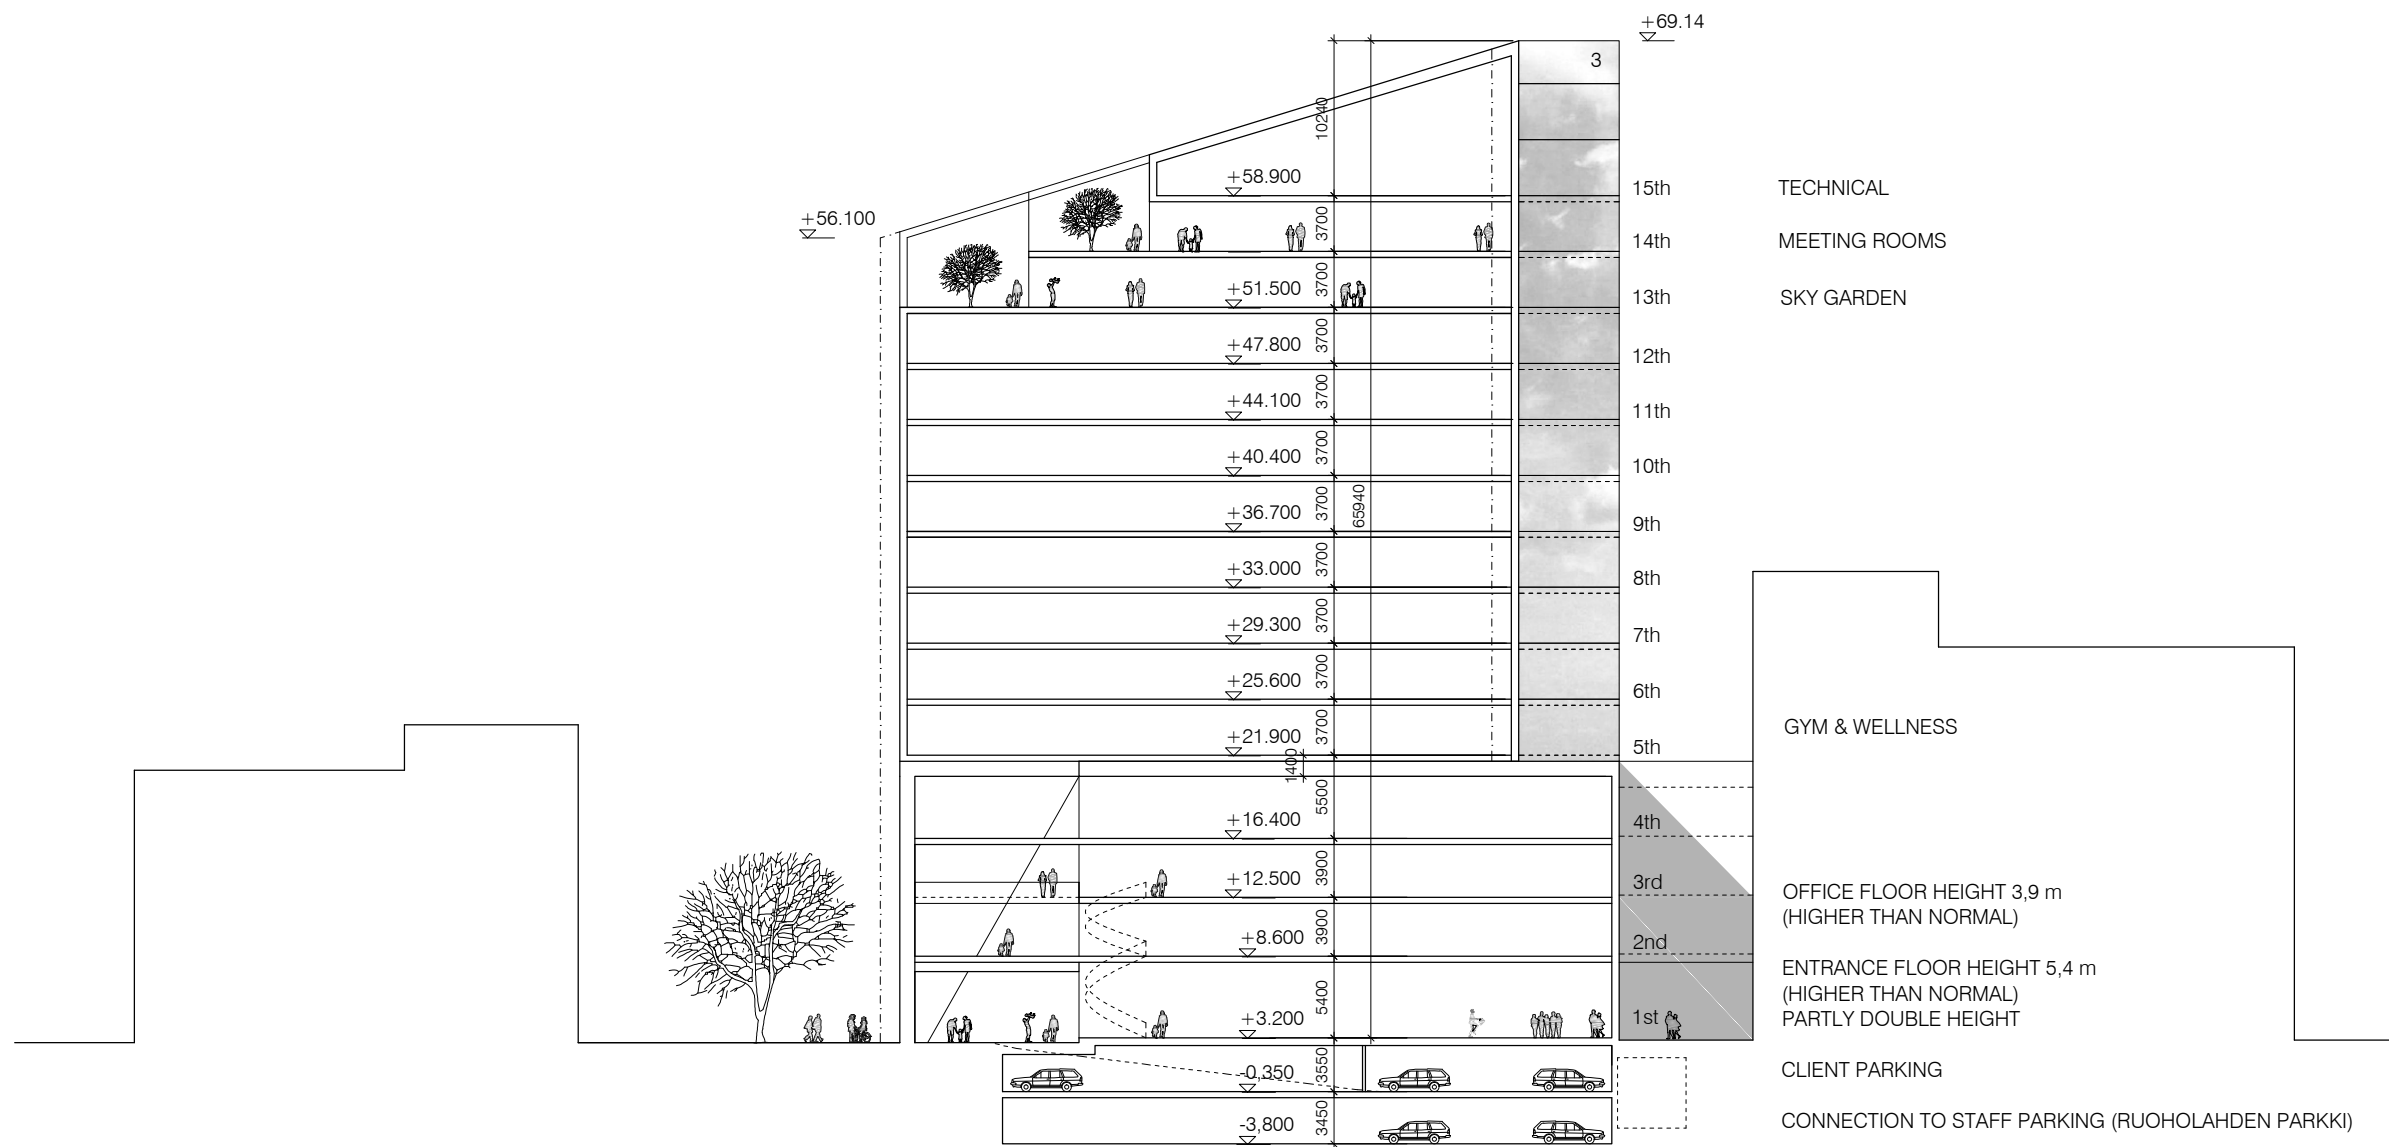 +69.14
3
10240
+58.900
15th
TECHNICAL
+56.100
3700
14th
MEETING ROOMS
+51.500
3700
13th
SKY GARDEN
+47.800
3700
12th
+44.100
3700
11th
+40.400
3700
10th
+36.700
3700
65940
9th
+33.000
3700
8th
+29.300
3700
7th
+25.600
3700
6th
+21.900
3700
5th
GYM & WELLNESS
1400
5500
+16.400
4th
+12.500
3900
3rd
OFFICE FLOOR HEIGHT 3,9 m
(HIGHER THAN NORMAL)
+8.600
3900
2nd
ENTRANCE FLOOR HEIGHT 5,4 m
(HIGHER THAN NORMAL)
PARTLY DOUBLE HEIGHT
+3.200
5400
1st
-0,350
3550
CLIENT PARKING
-3,800
3450
CONNECTION TO STAFF PARKING (RUOHOLAHDEN PARKKI)